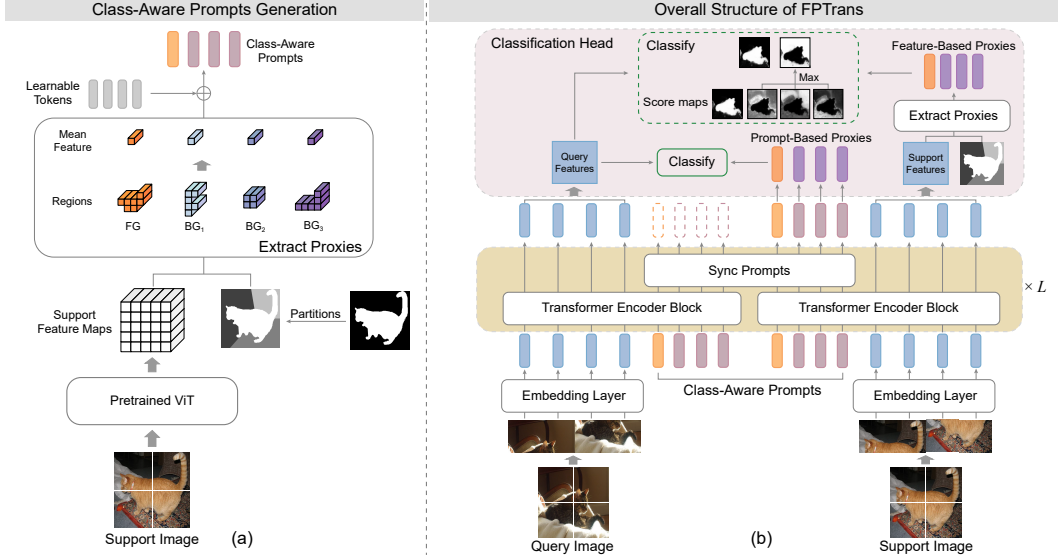 Class-Aware Prompts Generation
Class-Aware
Prompts
Learnable
Tokens
Mean
Feature
Regions
FG
BG1
BG2
BG3
Extract Proxies
Support
Feature Maps
Partitions
Pretrained ViT
Support Image
(a)
Overall Structure of FPTrans
Classification Head
Classify
Feature-Based Proxies
Max
Score maps
Extract Proxies
Prompt-Based Proxies
Query
Features
Classify
Support
Features
Sync Prompts
× L
Transformer Encoder Block
Transformer Encoder Block
Class-Aware Prompts
Embedding Layer
Embedding Layer
Query Image
(b)
Support Image